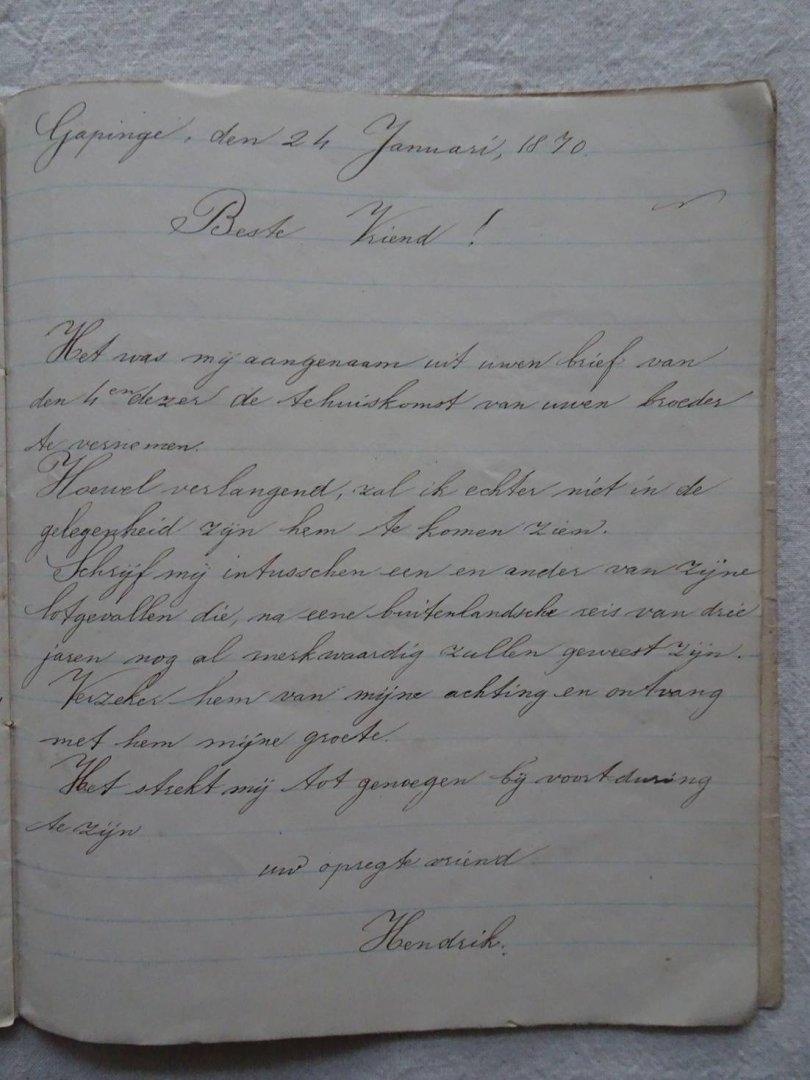 Gapinge, den 24 Januari, 1870.
Beste Vriend!
Het was mij aangenaam uit uwen brief van
den 4en dezer de tehuiskomst van uwen broeder
te vernemen.
Hoewel verlangend, zal ik echter niet in de
gelegenheid zijn hem te komen zien.
Schrijf mij intusschen een en ander van zijne
lotgevallen die, na eene buitenlandsche reis van drie
jaren nog al merkwaardig zullen geweest zijn.
Verzeker hem van mijne achting en ontvang
met hem mijne groete.
Het strekt mij tot genoegen bij voortduring
te zijn
uw opregte vriend
Hendrik.